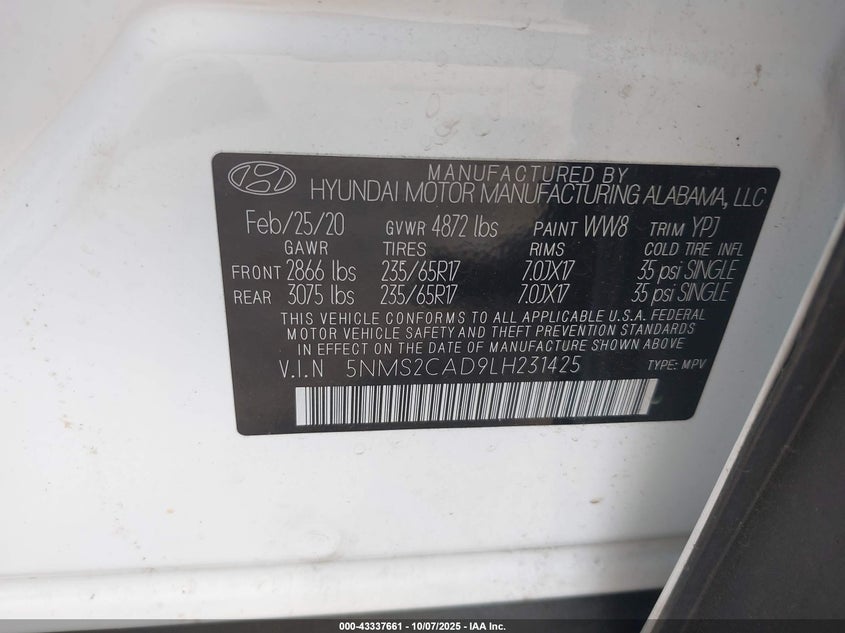 MANUFACTURED BY
HYUNDAI MOTOR MANUFACTURING ALABAMA, LLC
Feb/25/20 GVWR 4872 lbs PAINT WW8 TRIM YPJ
GAWR TIRES RIMS COLD TIRE INFL
FRONT 2866 lbs 235/65R17 7.0JX17 35 psi SINGLE
REAR 3075 lbs 235/65R17 7.0JX17 35 psi SINGLE
THIS VEHICLE CONFORMS TO ALL APPLICABLE U.S.A. FEDERAL
MOTOR VEHICLE SAFETY AND THEFT PREVENTION STANDARDS
IN EFFECT ON THE DATE OF MANUFACTURE SHOWN ABOVE
V.I.N 5NMS2CAD9LH231425 TYPE: MPV
000-43337661 - 10/07/2025 - IAA Inc.